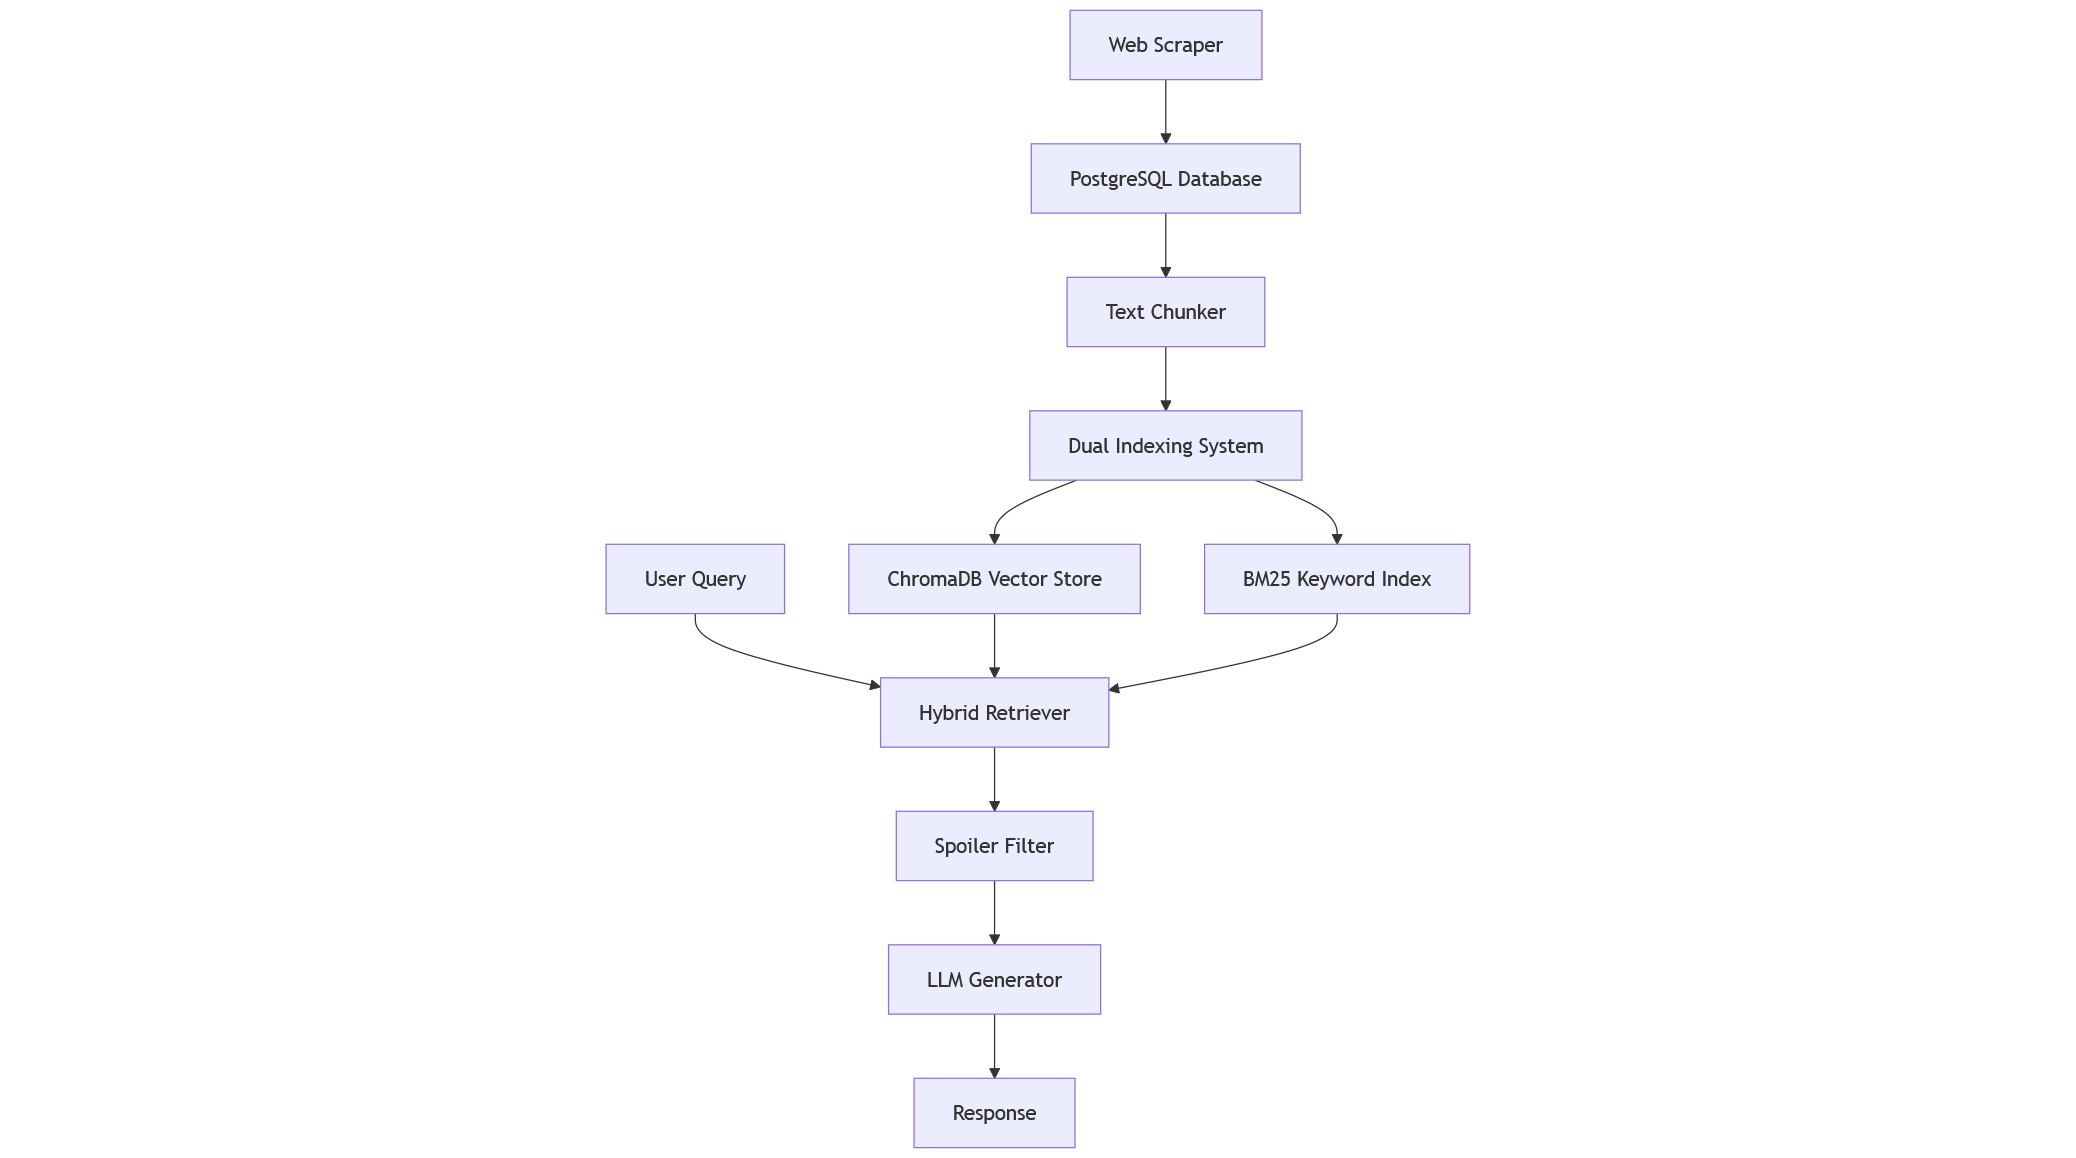 Web Scraper
PostgreSQL Database
Text Chunker
Dual Indexing System
User Query
ChromaDB Vector Store
BM25 Keyword Index
Hybrid Retriever
Spoiler Filter
LLM Generator
Response